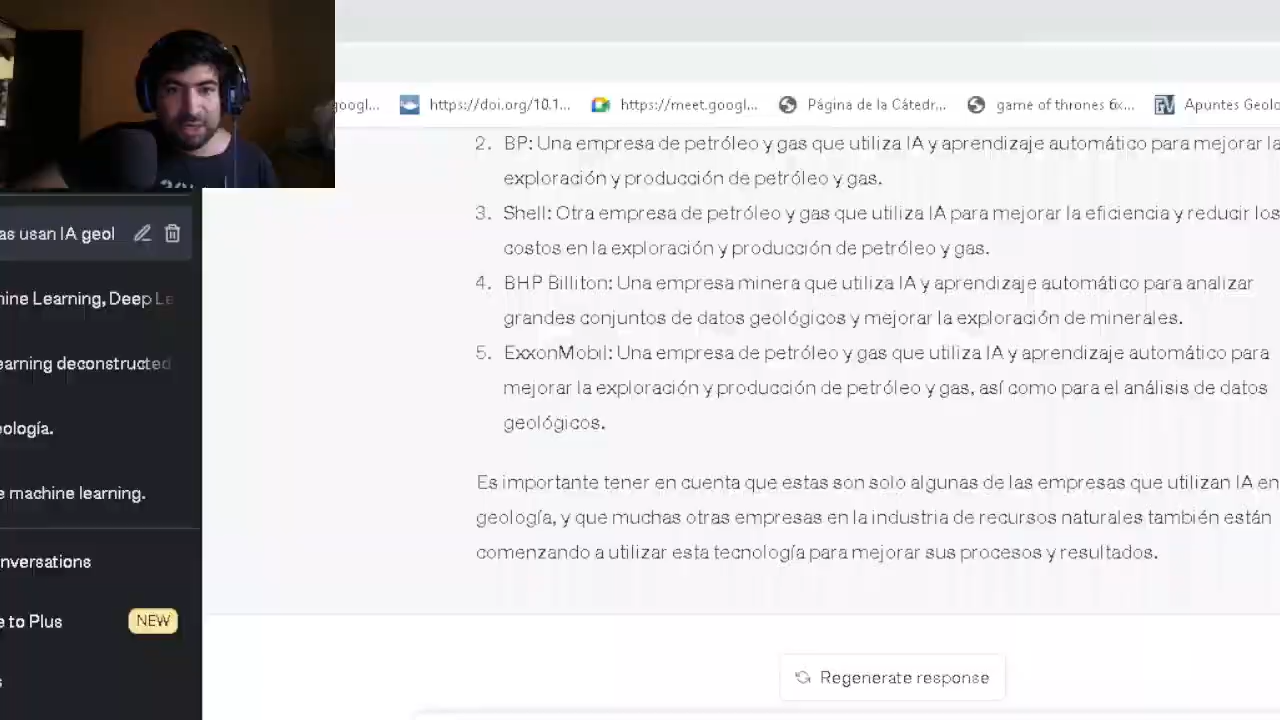 googl...
https://doi.org/10.1...
https://meet.googl...
Página de la Cátedr...
game of thrones 6x...
Apuntes Geolo
2. BP: Una empresa de petróleo y gas que utiliza IA y aprendizaje automático para mejorar la
exploración y producción de petróleo y gas.
3. Shell: Otra empresa de petróleo y gas que utiliza IA para mejorar la eficiencia y reducir los
costos en la exploración y producción de petróleo y gas.
4. BHP Billiton: Una empresa minera que utiliza IA y aprendizaje automático para analizar
grandes conjuntos de datos geológicos y mejorar la exploración de minerales.
5. ExxonMobil: Una empresa de petróleo y gas que utiliza IA y aprendizaje automático para
mejorar la exploración y producción de petróleo y gas, así como para el análisis de datos
geológicos.
Es importante tener en cuenta que estas son solo algunas de las empresas que utilizan IA en
geología, y que muchas otras empresas en la industria de recursos naturales también están
comenzando a utilizar esta tecnología para mejorar sus procesos y resultados.
Regenerate response
as usan IA geol
nine Learning, Deep Le
earning deconstructed
eología.
e machine learning.
nversations
e to Plus
NEW
s